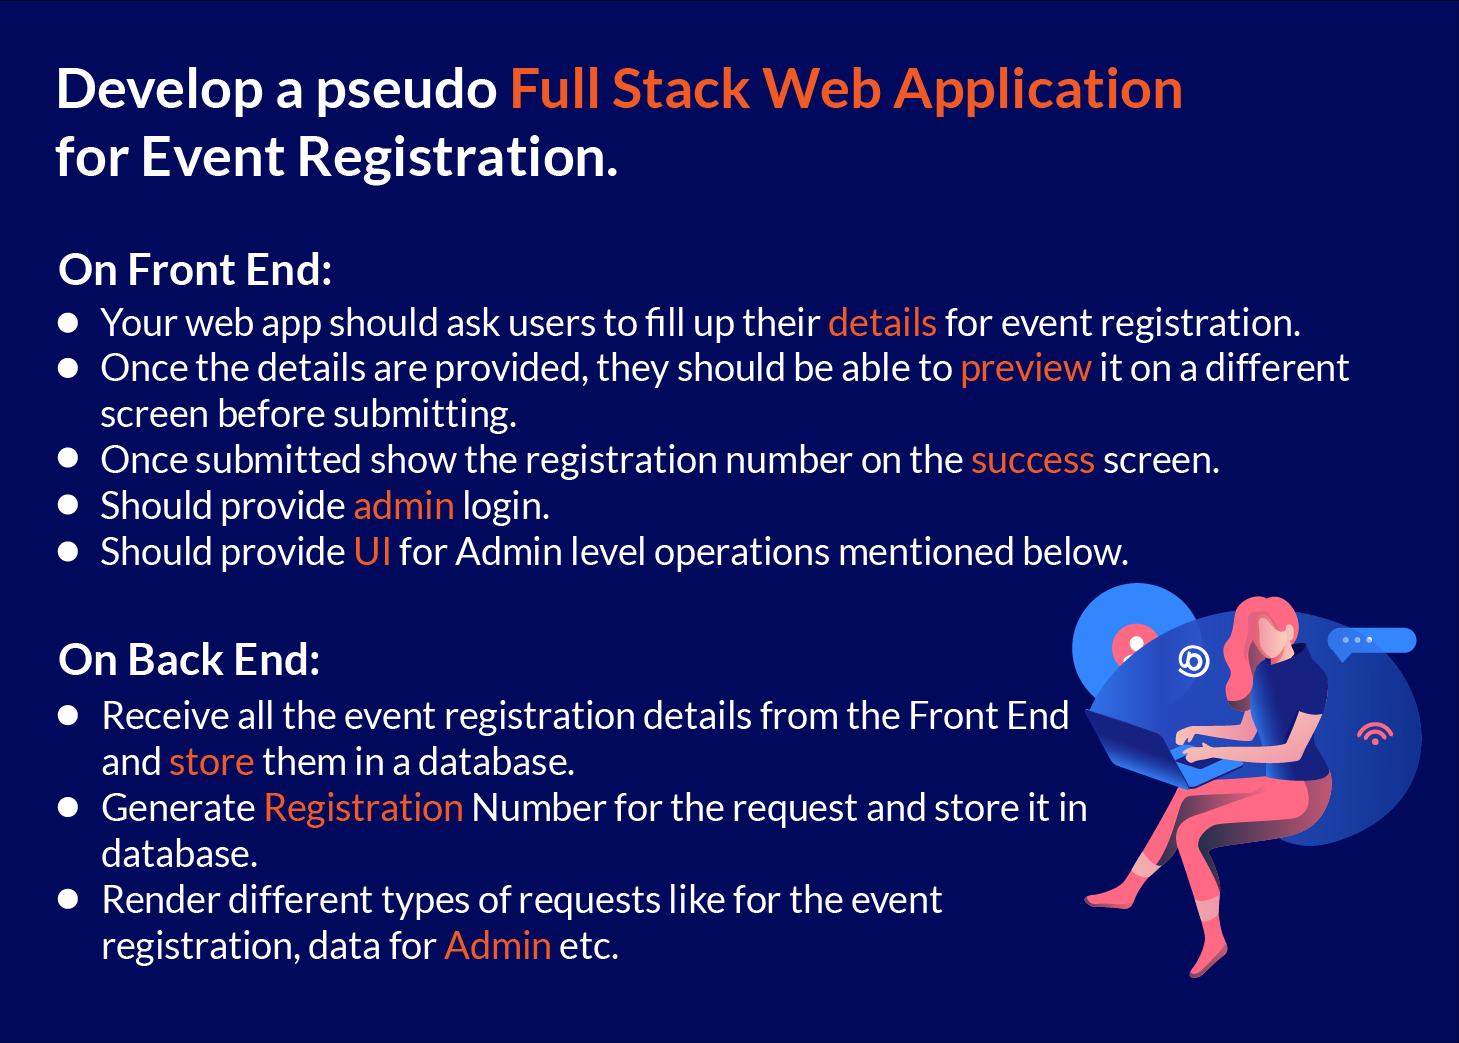 Develop a pseudo Full Stack Web Application
for Event Registration.
On Front End:
● Your web app should ask users to fill up their details for event registration.
● Once the details are provided, they should be able to preview it on a different
screen before submitting.
● Once submitted show the registration number on the success screen.
● Should provide admin login.
● Should provide UI for Admin level operations mentioned below.
On Back End:
● Receive all the event registration details from the Front End
and store them in a database.
● Generate Registration Number for the request and store it in
database.
● Render different types of requests like for the event
registration, data for Admin etc.